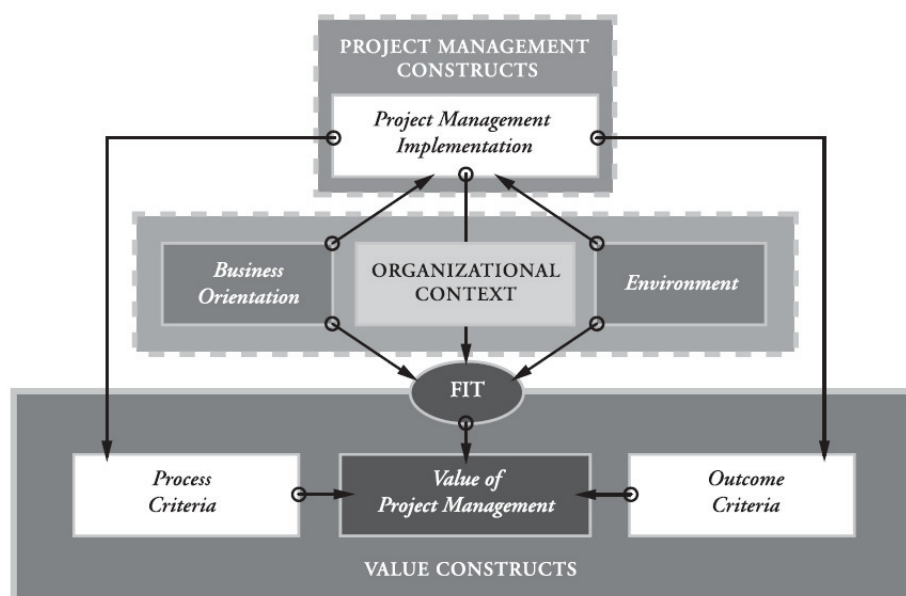 PROJECT MANAGEMENT
CONSTRUCTS
Project Management
Implementation
Business
Orientation
ORGANIZATIONAL
CONTEXT
Environment
FIT
Process
Criteria
Value of
Project Management
Outcome
Criteria
VALUE CONSTRUCTS